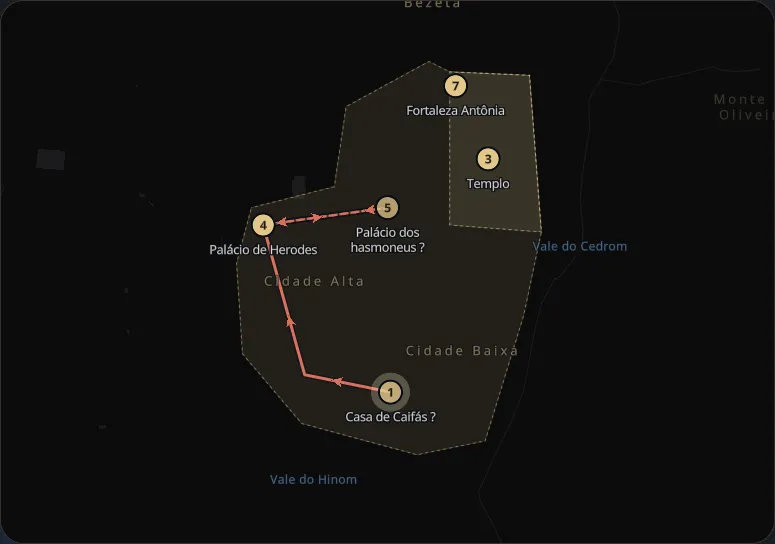 Bezeta
7
Fortaleza Antônia
Monte
3
Templo
5
4
Palácio dos
hasmoneus ?
Palácio de Herodes
Vale do Cedrom
Cidade Alta
Cidade Baixa
1
Casa de Caifás ?
Vale do Hinom